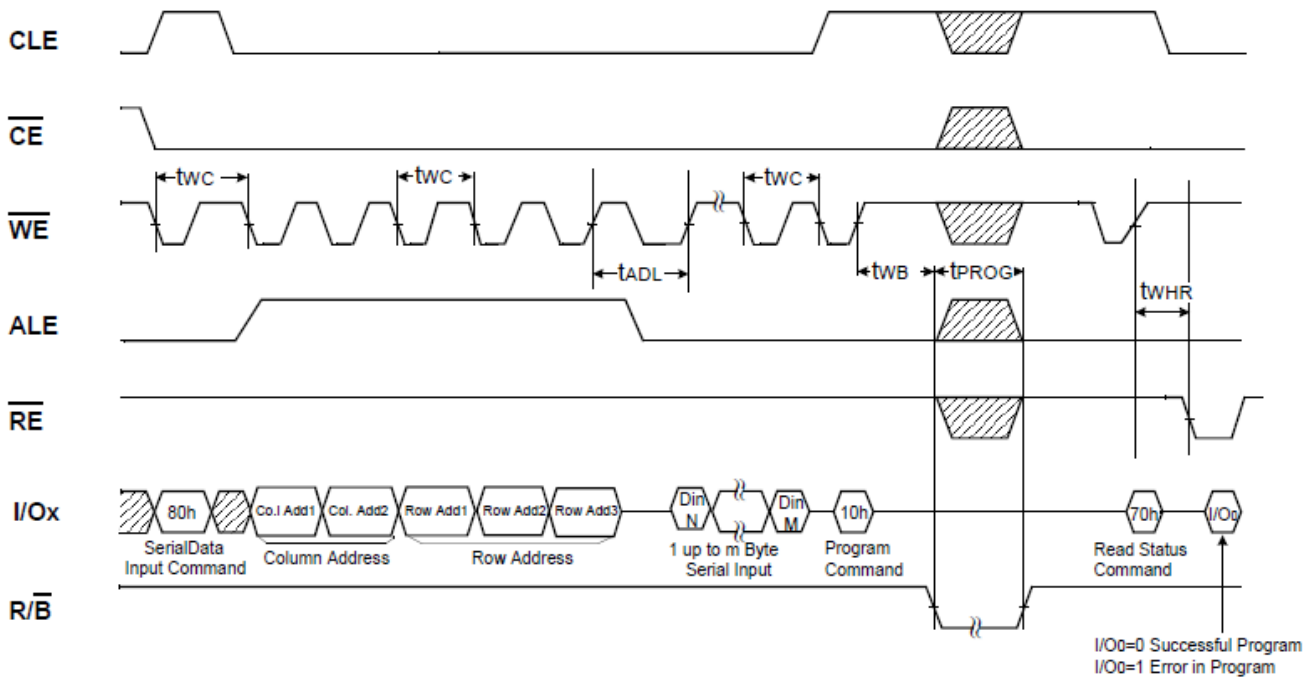 CLE
CE
tWC
tWC
tWC
WE
tADL
tWB
tPROG
tWHR
ALE
RE
I/Ox
80h
Co.l Add1
Col. Add2
Row Add1
Row Add2
Row Add3
Din
N
Din
M
10h
70h
I/O0
SerialData
Input Command
Column Address
Row Address
1 up to m Byte
Serial Input
Program
Command
Read Status
Command
R/B
I/O0=0 Successful Program
I/O0=1 Error in Program